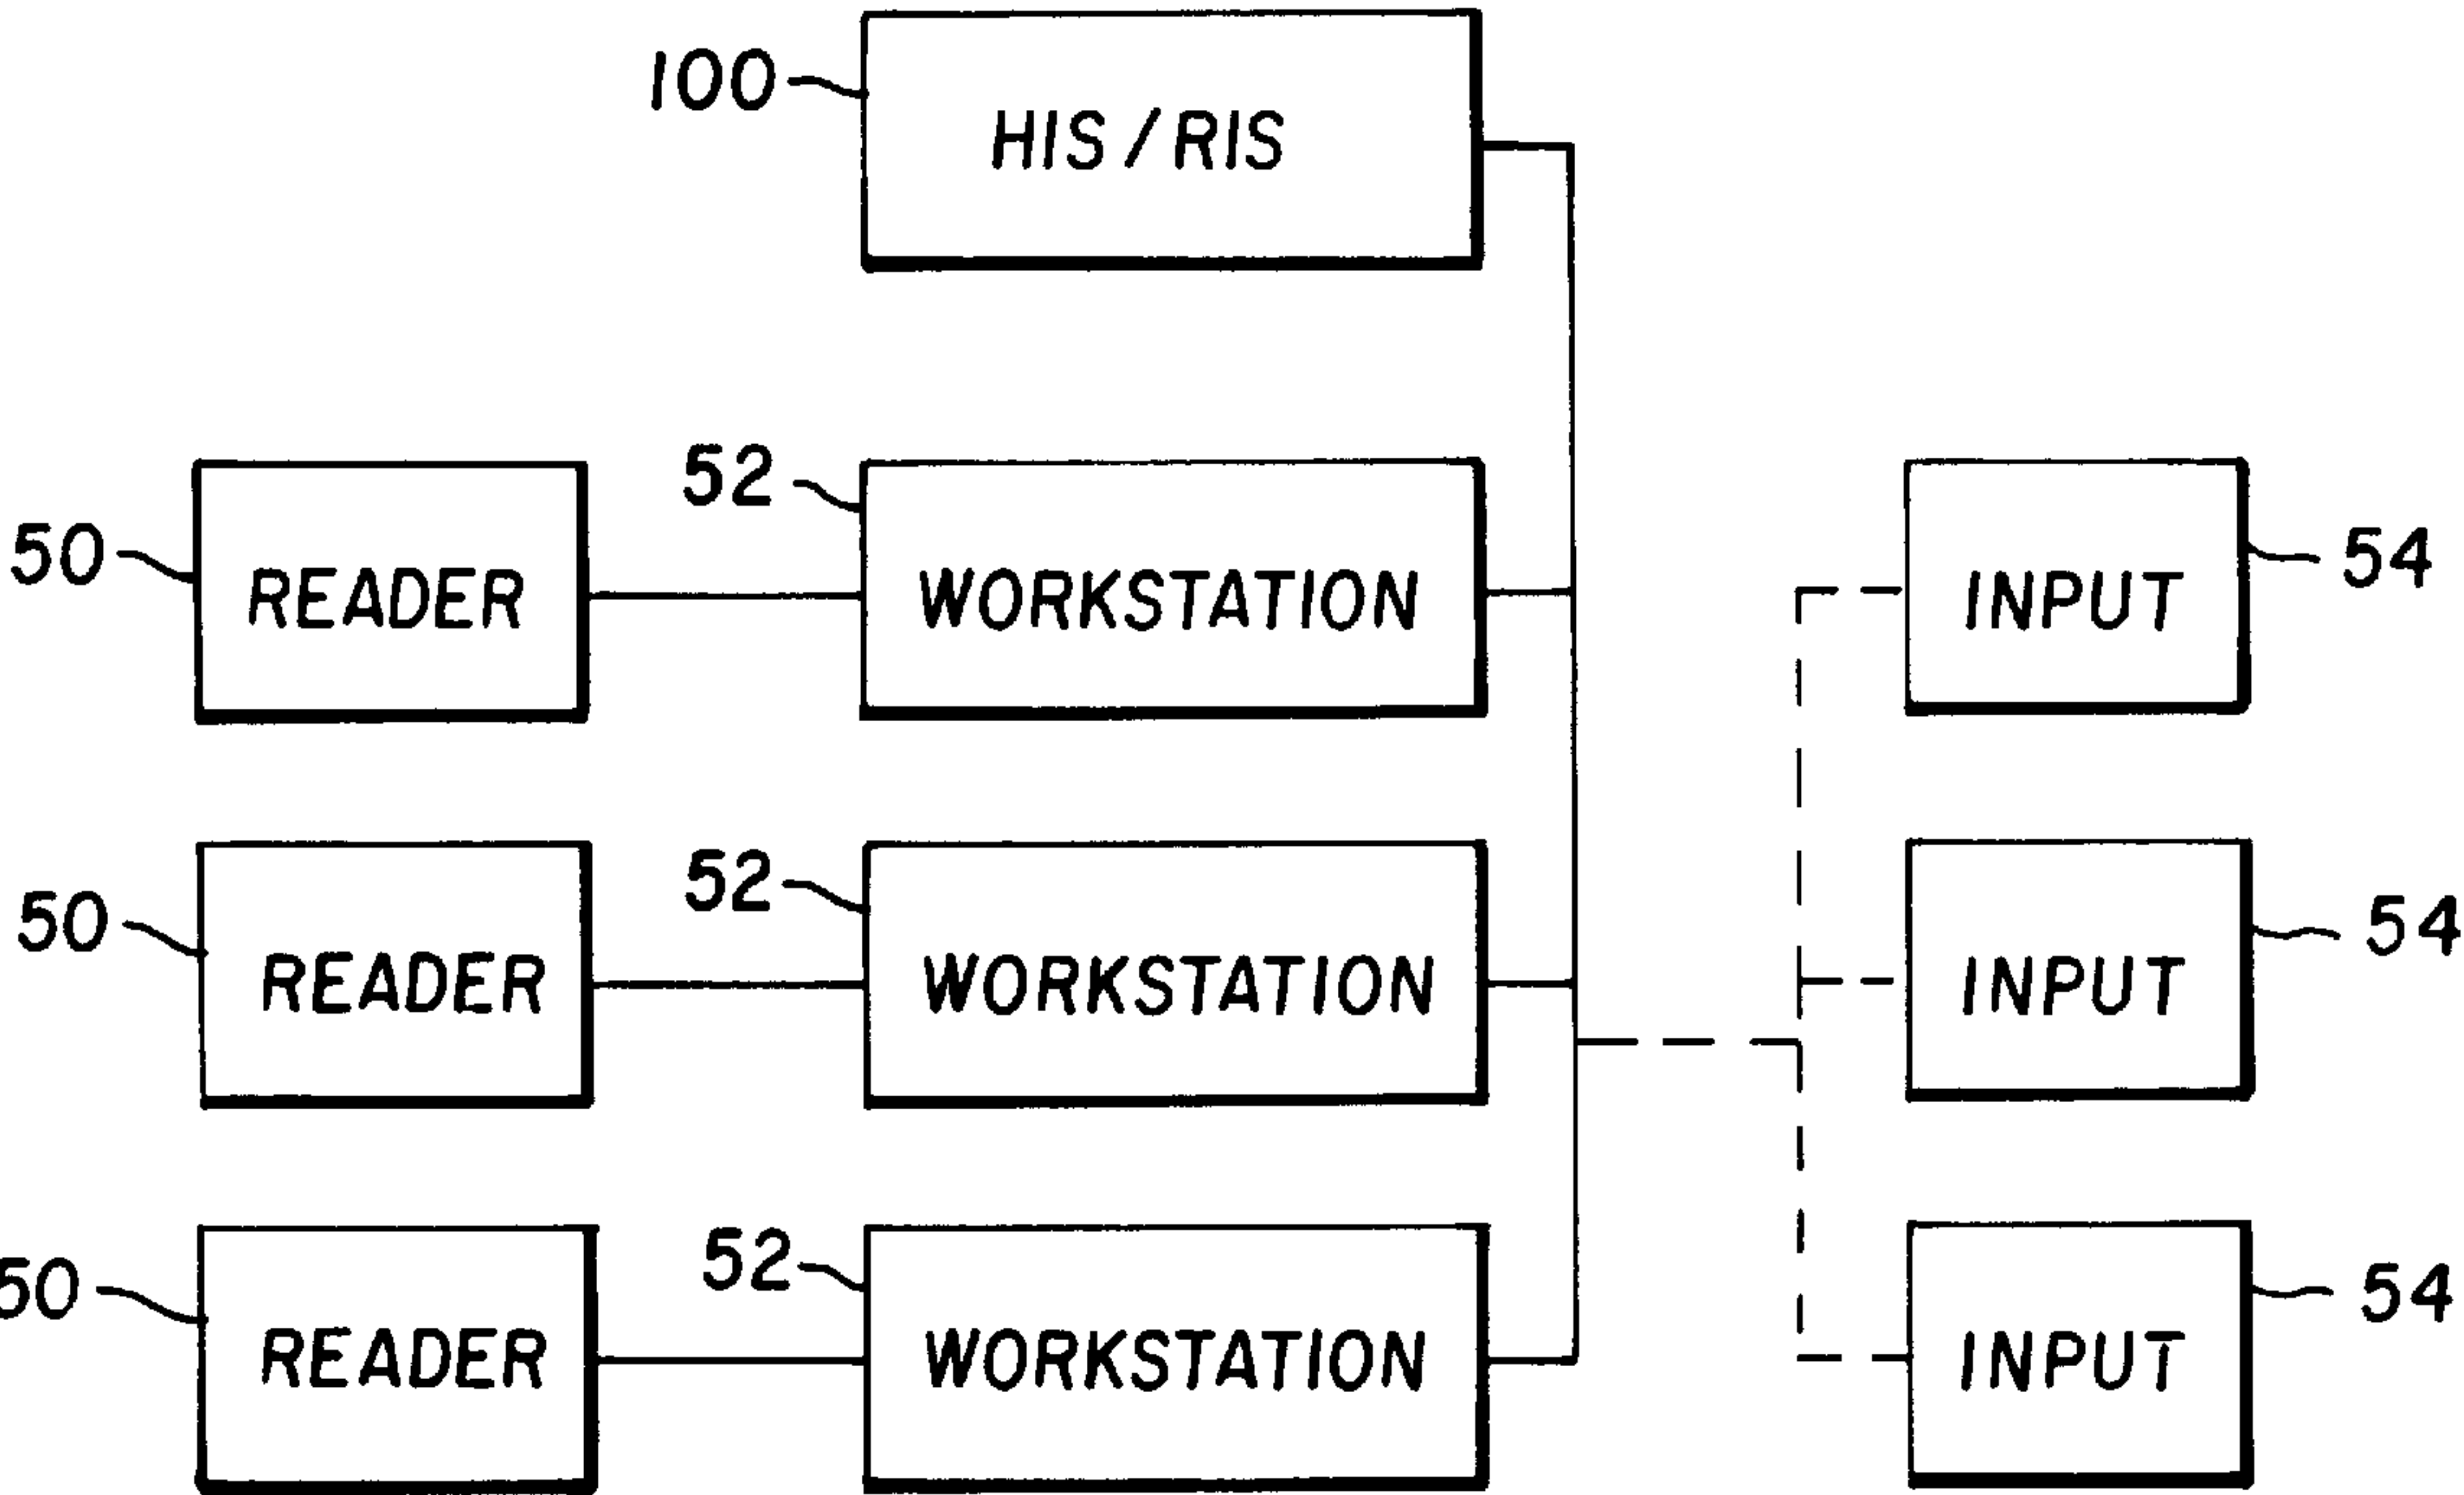 100
HIS / RIS
52
50
READER
WORKSTATION
INPUT
54
52
50
READER
WORKSTATION
INPUT
54
52
50
READER
WORKSTATION
INPUT
54